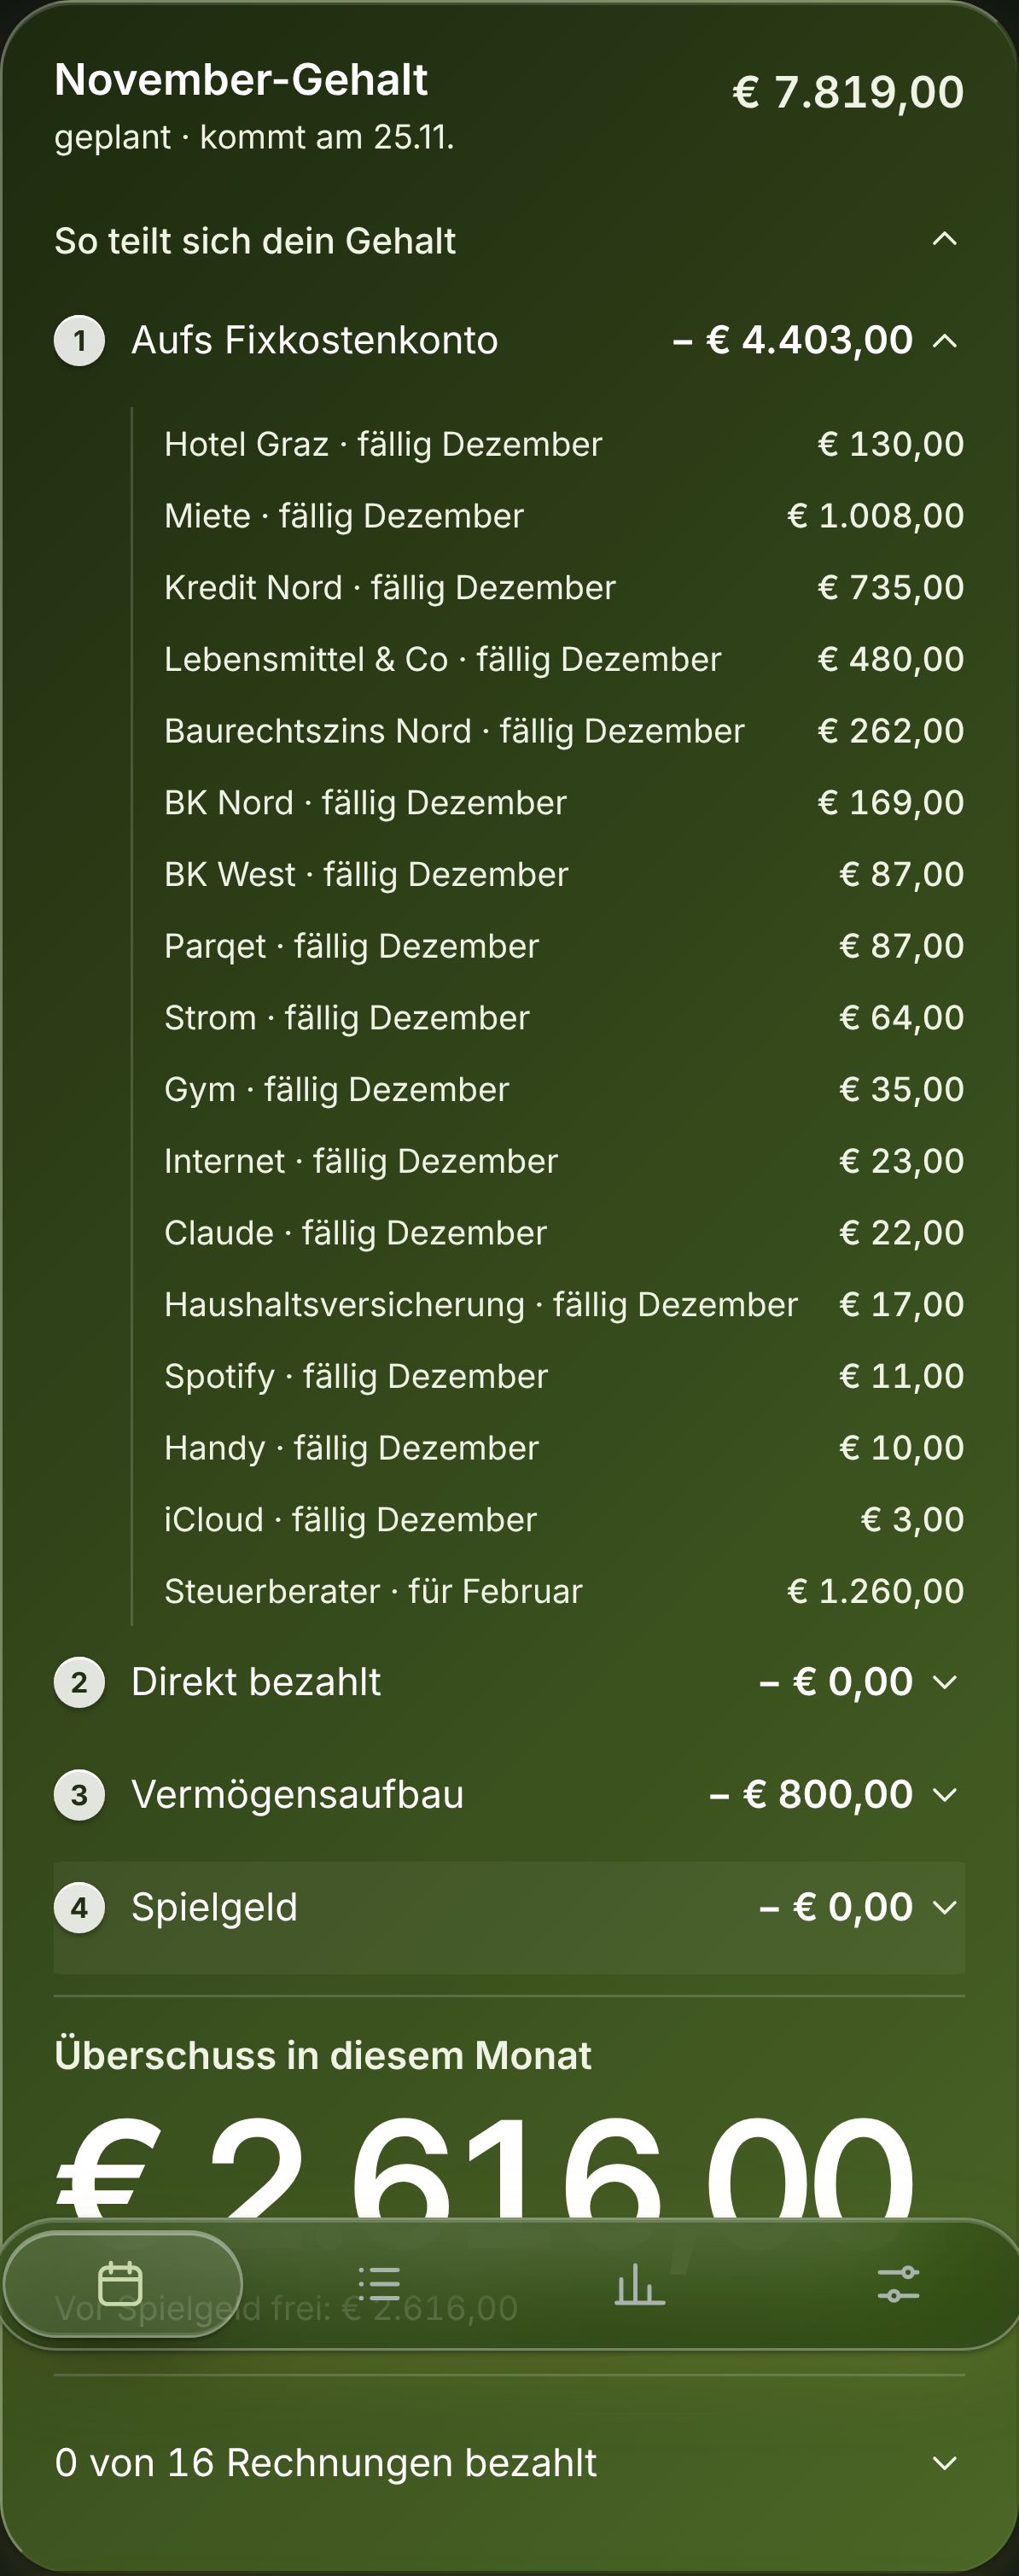 November-Gehalt
€ 7.819,00
geplant · kommt am 25.11.
So teilt sich dein Gehalt
1 Aufs Fixkostenkonto – € 4.403,00
Hotel Graz · fällig Dezember € 130,00
Miete · fällig Dezember € 1.008,00
Kredit Nord · fällig Dezember € 735,00
Lebensmittel & Co · fällig Dezember € 480,00
Baurechtszins Nord · fällig Dezember € 262,00
BK Nord · fällig Dezember € 169,00
BK West · fällig Dezember € 87,00
Parqet · fällig Dezember € 87,00
Strom · fällig Dezember € 64,00
Gym · fällig Dezember € 35,00
Internet · fällig Dezember € 23,00
Claude · fällig Dezember € 22,00
Haushaltsversicherung · fällig Dezember € 17,00
Spotify · fällig Dezember € 11,00
Handy · fällig Dezember € 10,00
iCloud · fällig Dezember € 3,00
Steuerberater · für Februar € 1.260,00
2 Direkt bezahlt – € 0,00
3 Vermögensaufbau – € 800,00
4 Spielgeld – € 0,00
Überschuss in diesem Monat
€ 2.616,00
Vor Spielgeld frei: € 2.616,00
0 von 16 Rechnungen bezahlt